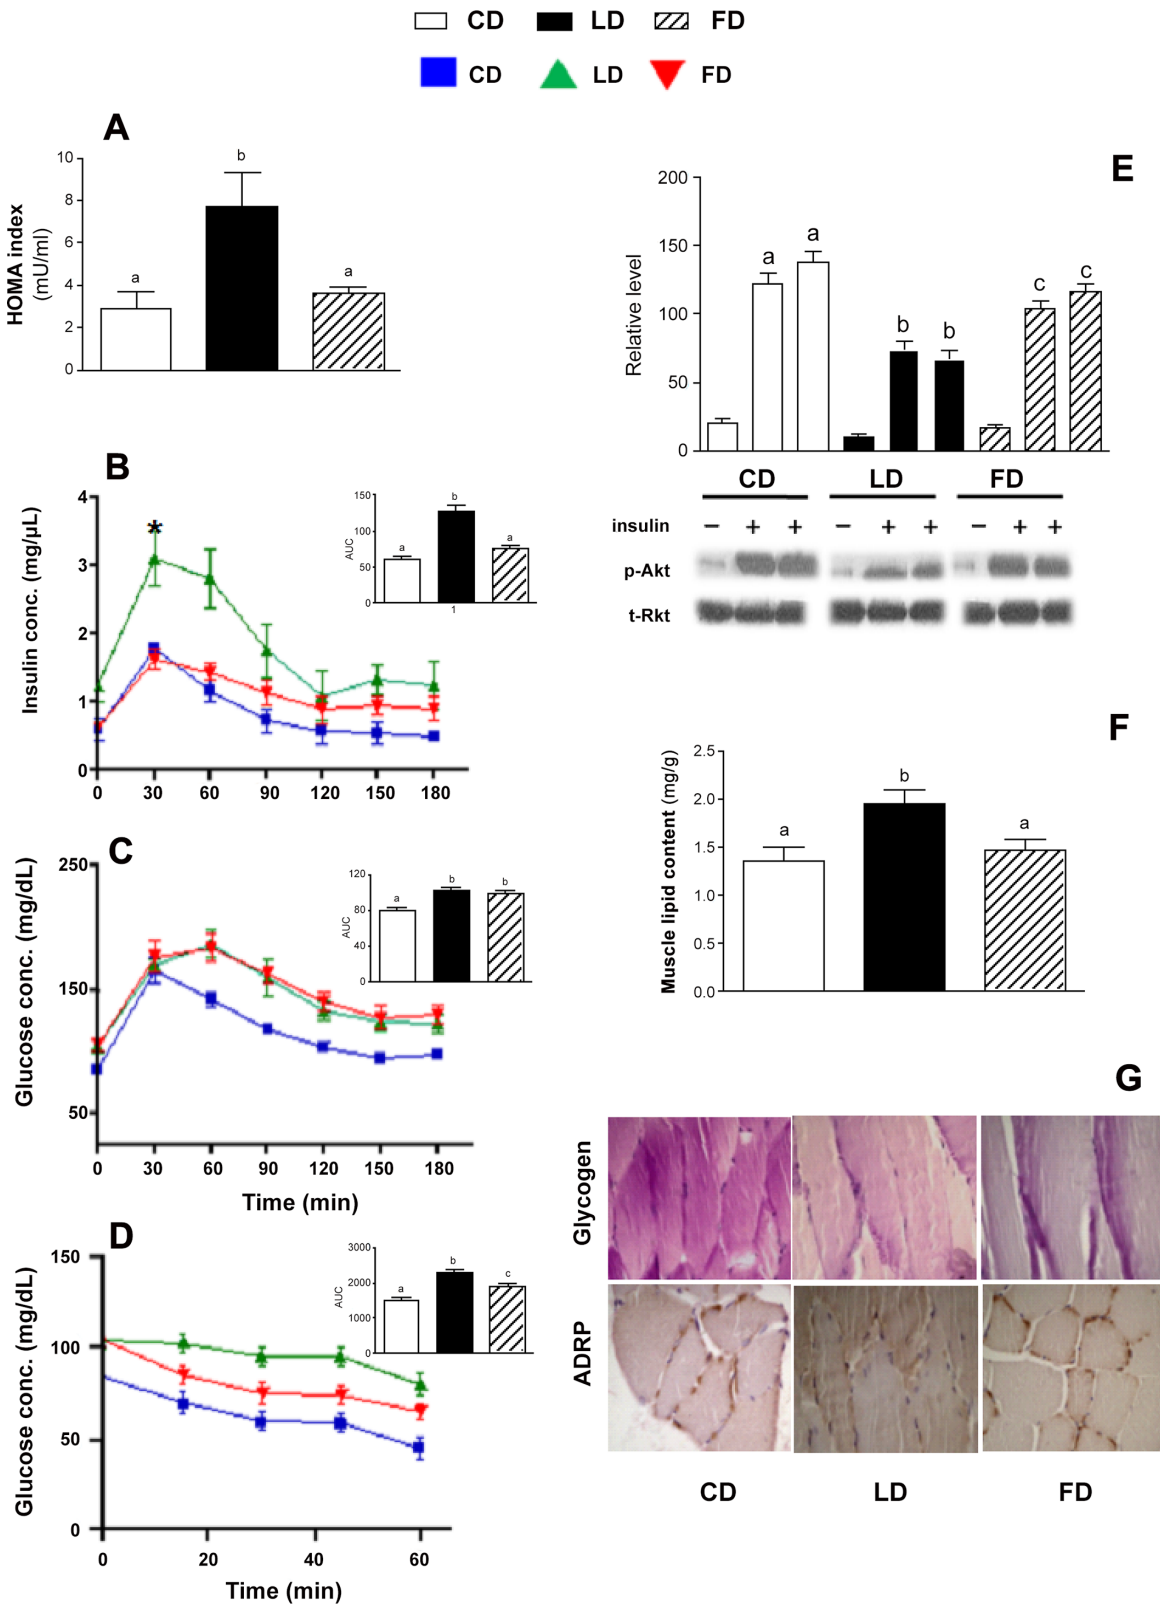 CD LD FD
CD LD FD
A
HOMA index
(mU/ml)
10
8
6
4
2
0
a
b
a
B
Insulin conc. (mg/µL)
4
3
2
1
0
*
0 30 60 90 120 150 180
AUC
150
100
50
0
a
b
a
1
C
Glucose conc. (mg/dL)
250
150
50
0 30 60 90 120 150 180
Time (min)
AUC
120
80
40
0
a
b
b
D
Glucose conc. (mg/dL)
150
100
50
0
0 20 40 60
Time (min)
AUC
3000
2000
1000
0
a
b
c
E
Relative level
200
150
100
50
0
a
a
b
b
c
c
CD LD FD
insulin − + + − + + − + +
p-Akt
t-Rkt
F
Muscle lipid content (mg/g)
2.5
2.0
1.5
1.0
0.5
0.0
a
b
a
G
Glycogen
ADRP
CD LD FD